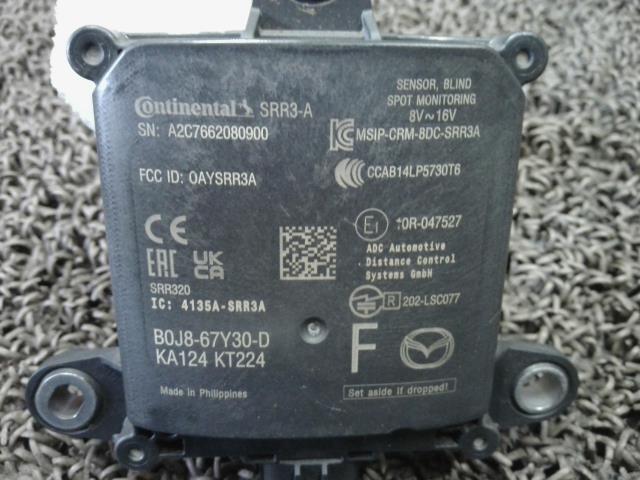 Continental SRR3-A
SN: A2C7662080900
SENSOR, BLIND
SPOT MONITORING
8V~16V
MSIP-CRM-8DC-SRR3A
FCC ID: OAYSRR3A
CCAB14LP5730T6
CE
E1 10R-047527
ADC Automotive
Distance Control
Systems GmbH
EAC UKCA
SRR320
IC: 4135A-SRR3A
R 202-LSC077
B0J8-67Y30-D
KA124 KT224
F
Made in Philippines
Set aside if dropped!